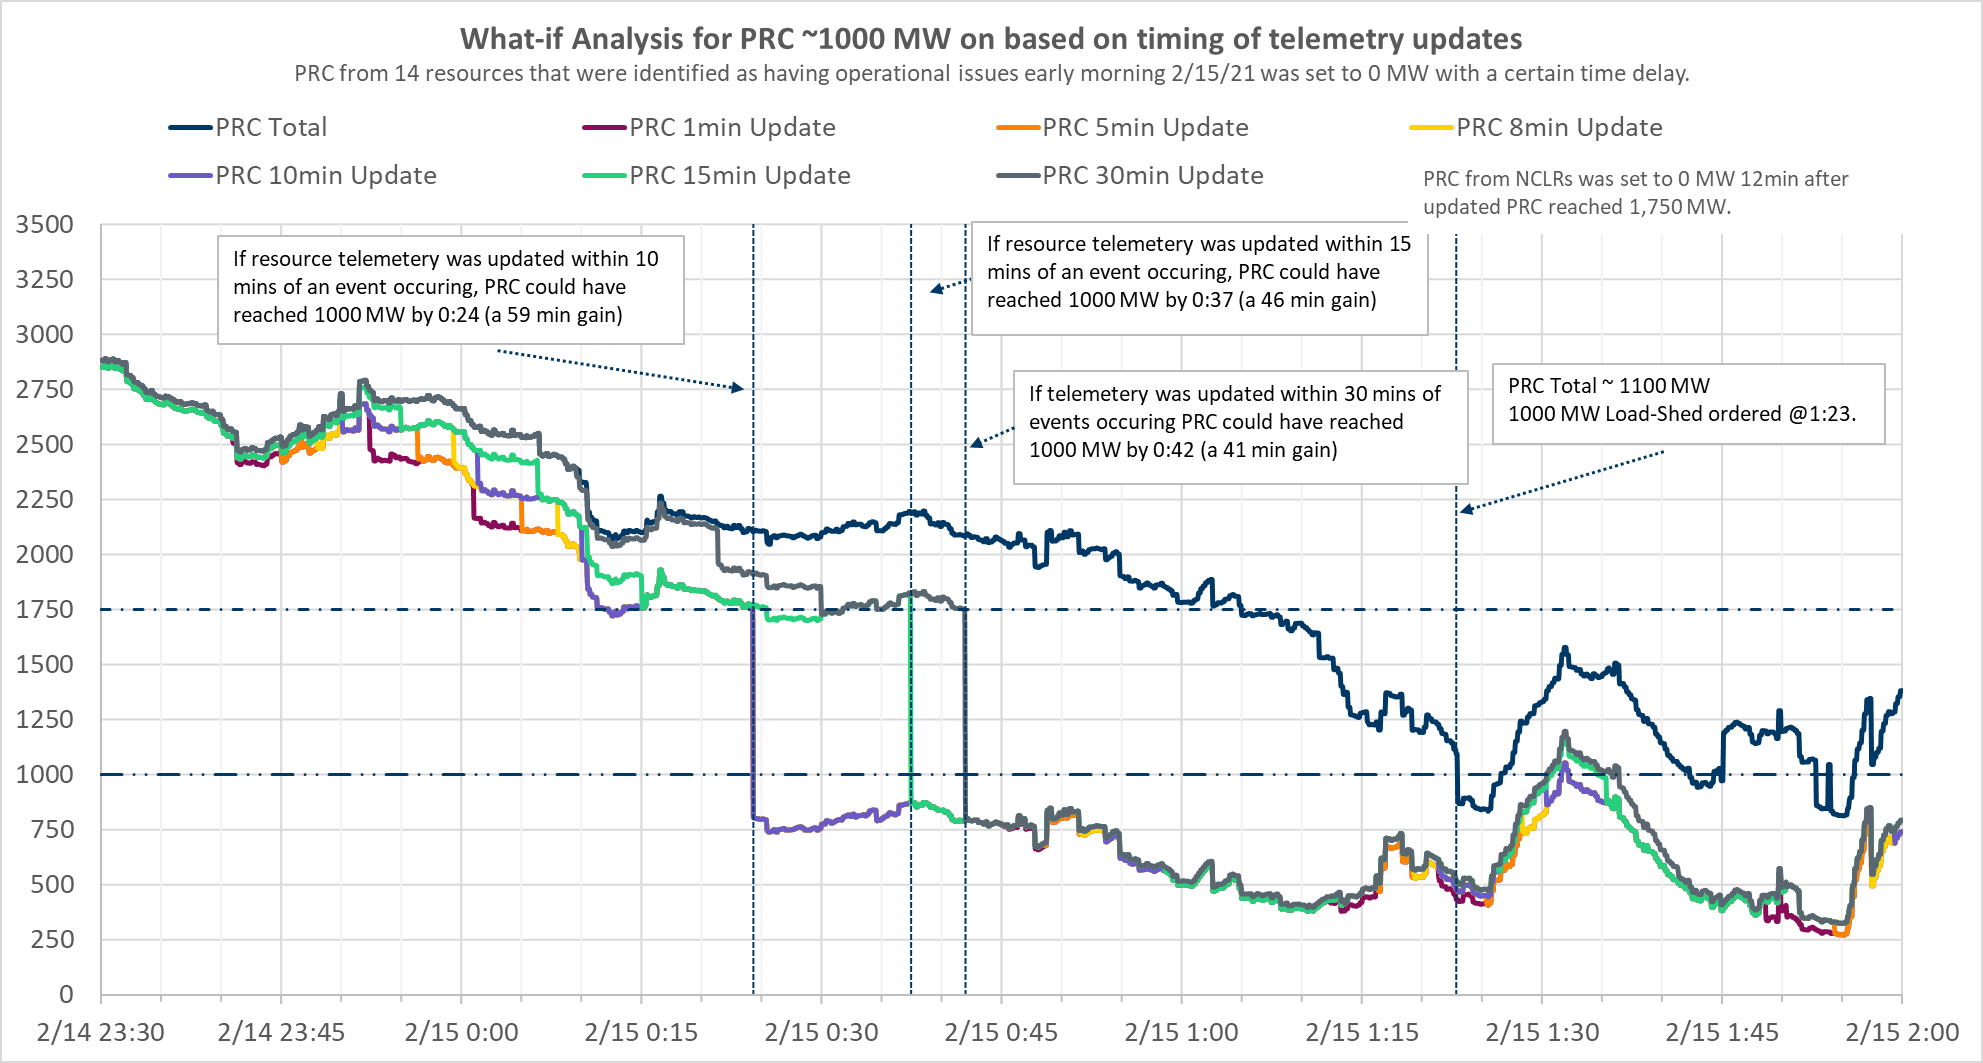 What-if Analysis for PRC ~1000 MW on based on timing of telemetry updates
PRC from 14 resources that were identified as having operational issues early morning 2/15/21 was set to 0 MW with a certain time delay.
PRC Total
PRC 1min Update
PRC 5min Update
PRC 8min Update
PRC 10min Update
PRC 15min Update
PRC 30min Update
PRC from NCLRs was set to 0 MW 12min after
updated PRC reached 1,750 MW.
3500
3250
3000
2750
2500
2250
2000
1750
1500
1250
1000
750
500
250
0
If resource telemetery was updated within 10
mins of an event occuring, PRC could have
reached 1000 MW by 0:24 (a 59 min gain)
If resource telemetery was updated within 15
mins of an event occuring, PRC could have
reached 1000 MW by 0:37 (a 46 min gain)
If telemetery was updated within 30 mins of
events occuring PRC could have reached
1000 MW by 0:42 (a 41 min gain)
PRC Total ~ 1100 MW
1000 MW Load-Shed ordered @1:23.
2/14 23:30
2/14 23:45
2/15 0:00
2/15 0:15
2/15 0:30
2/15 0:45
2/15 1:00
2/15 1:15
2/15 1:30
2/15 1:45
2/15 2:00